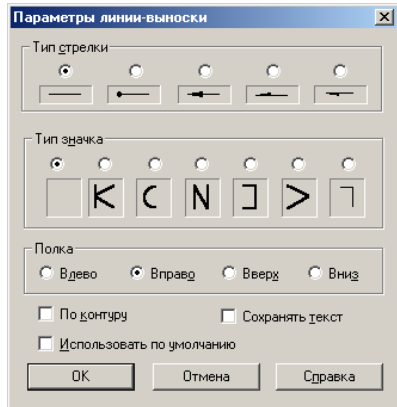 Параметры линии-выноски
Тип стрелки
Тип значка
Полка
Влево Вправо Вверх Вниз
По контуру Сохранять текст
Использовать по умолчанию
OK Отмена Справка